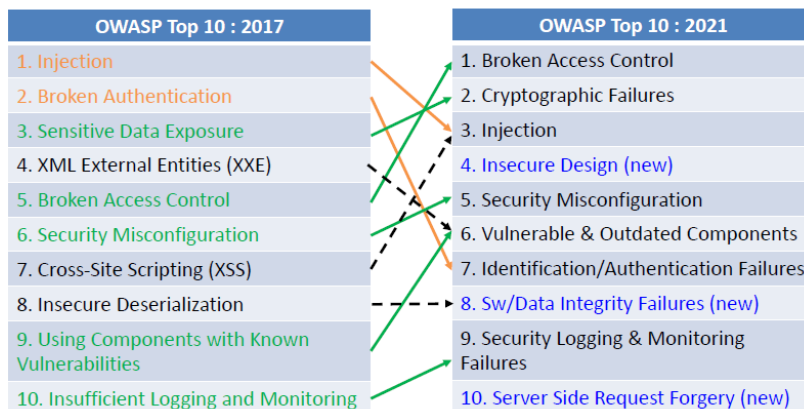 OWASP Top 10 : 2017
1. Injection
2. Broken Authentication
3. Sensitive Data Exposure
4. XML External Entities (XXE)
5. Broken Access Control
6. Security Misconfiguration
7. Cross-Site Scripting (XSS)
8. Insecure Deserialization
9. Using Components with Known
Vulnerabilities
10. Insufficient Logging and Monitoring
OWASP Top 10 : 2021
1. Broken Access Control
2. Cryptographic Failures
3. Injection
4. Insecure Design (new)
5. Security Misconfiguration
6. Vulnerable & Outdated Components
7. Identification/Authentication Failures
8. Sw/Data Integrity Failures (new)
9. Security Logging & Monitoring
Failures
10. Server Side Request Forgery (new)